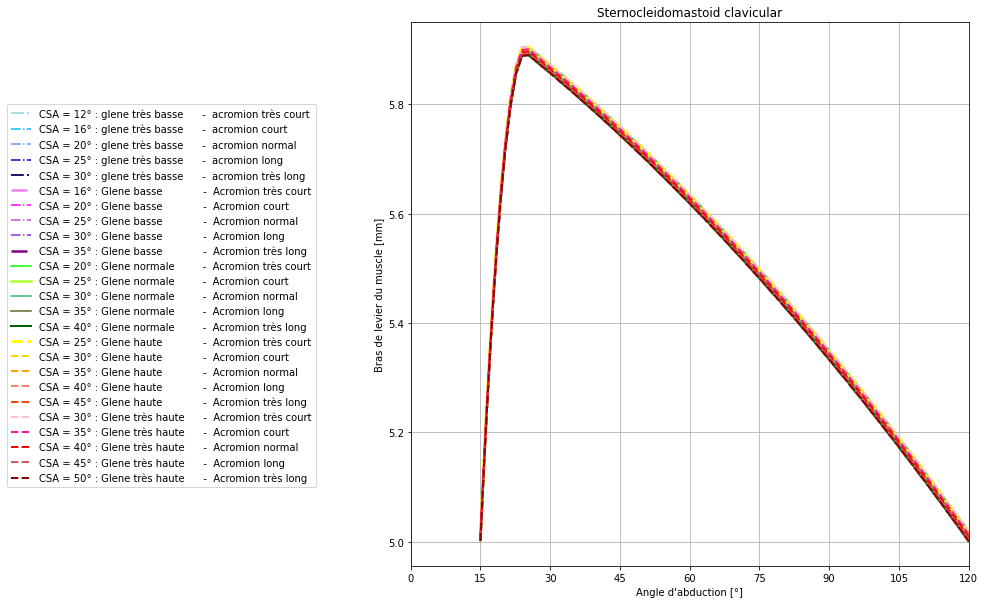 Sternocleidomastoid clavicular
CSA = 12° : glene très basse - acromion très court
CSA = 16° : glene très basse - acromion court
CSA = 20° : glene très basse - acromion normal
CSA = 25° : glene très basse - acromion long
CSA = 30° : glene très basse - acromion très long
CSA = 16° : Glene basse - Acromion très court
CSA = 20° : Glene basse - Acromion court
CSA = 25° : Glene basse - Acromion normal
CSA = 30° : Glene basse - Acromion long
CSA = 35° : Glene basse - Acromion très long
CSA = 20° : Glene normale - Acromion très court
CSA = 25° : Glene normale - Acromion court
CSA = 30° : Glene normale - Acromion normal
CSA = 35° : Glene normale - Acromion long
CSA = 40° : Glene normale - Acromion très long
CSA = 25° : Glene haute - Acromion très court
CSA = 30° : Glene haute - Acromion court
CSA = 35° : Glene haute - Acromion normal
CSA = 40° : Glene haute - Acromion long
CSA = 45° : Glene haute - Acromion très long
CSA = 30° : Glene très haute - Acromion très court
CSA = 35° : Glene très haute - Acromion court
CSA = 40° : Glene très haute - Acromion normal
CSA = 45° : Glene très haute - Acromion long
CSA = 50° : Glene très haute - Acromion très long
Bras de levier du muscle [mm]
5.8
5.6
5.4
5.2
5.0
0 15 30 45 60 75 90 105 120
Angle d'abduction [°]